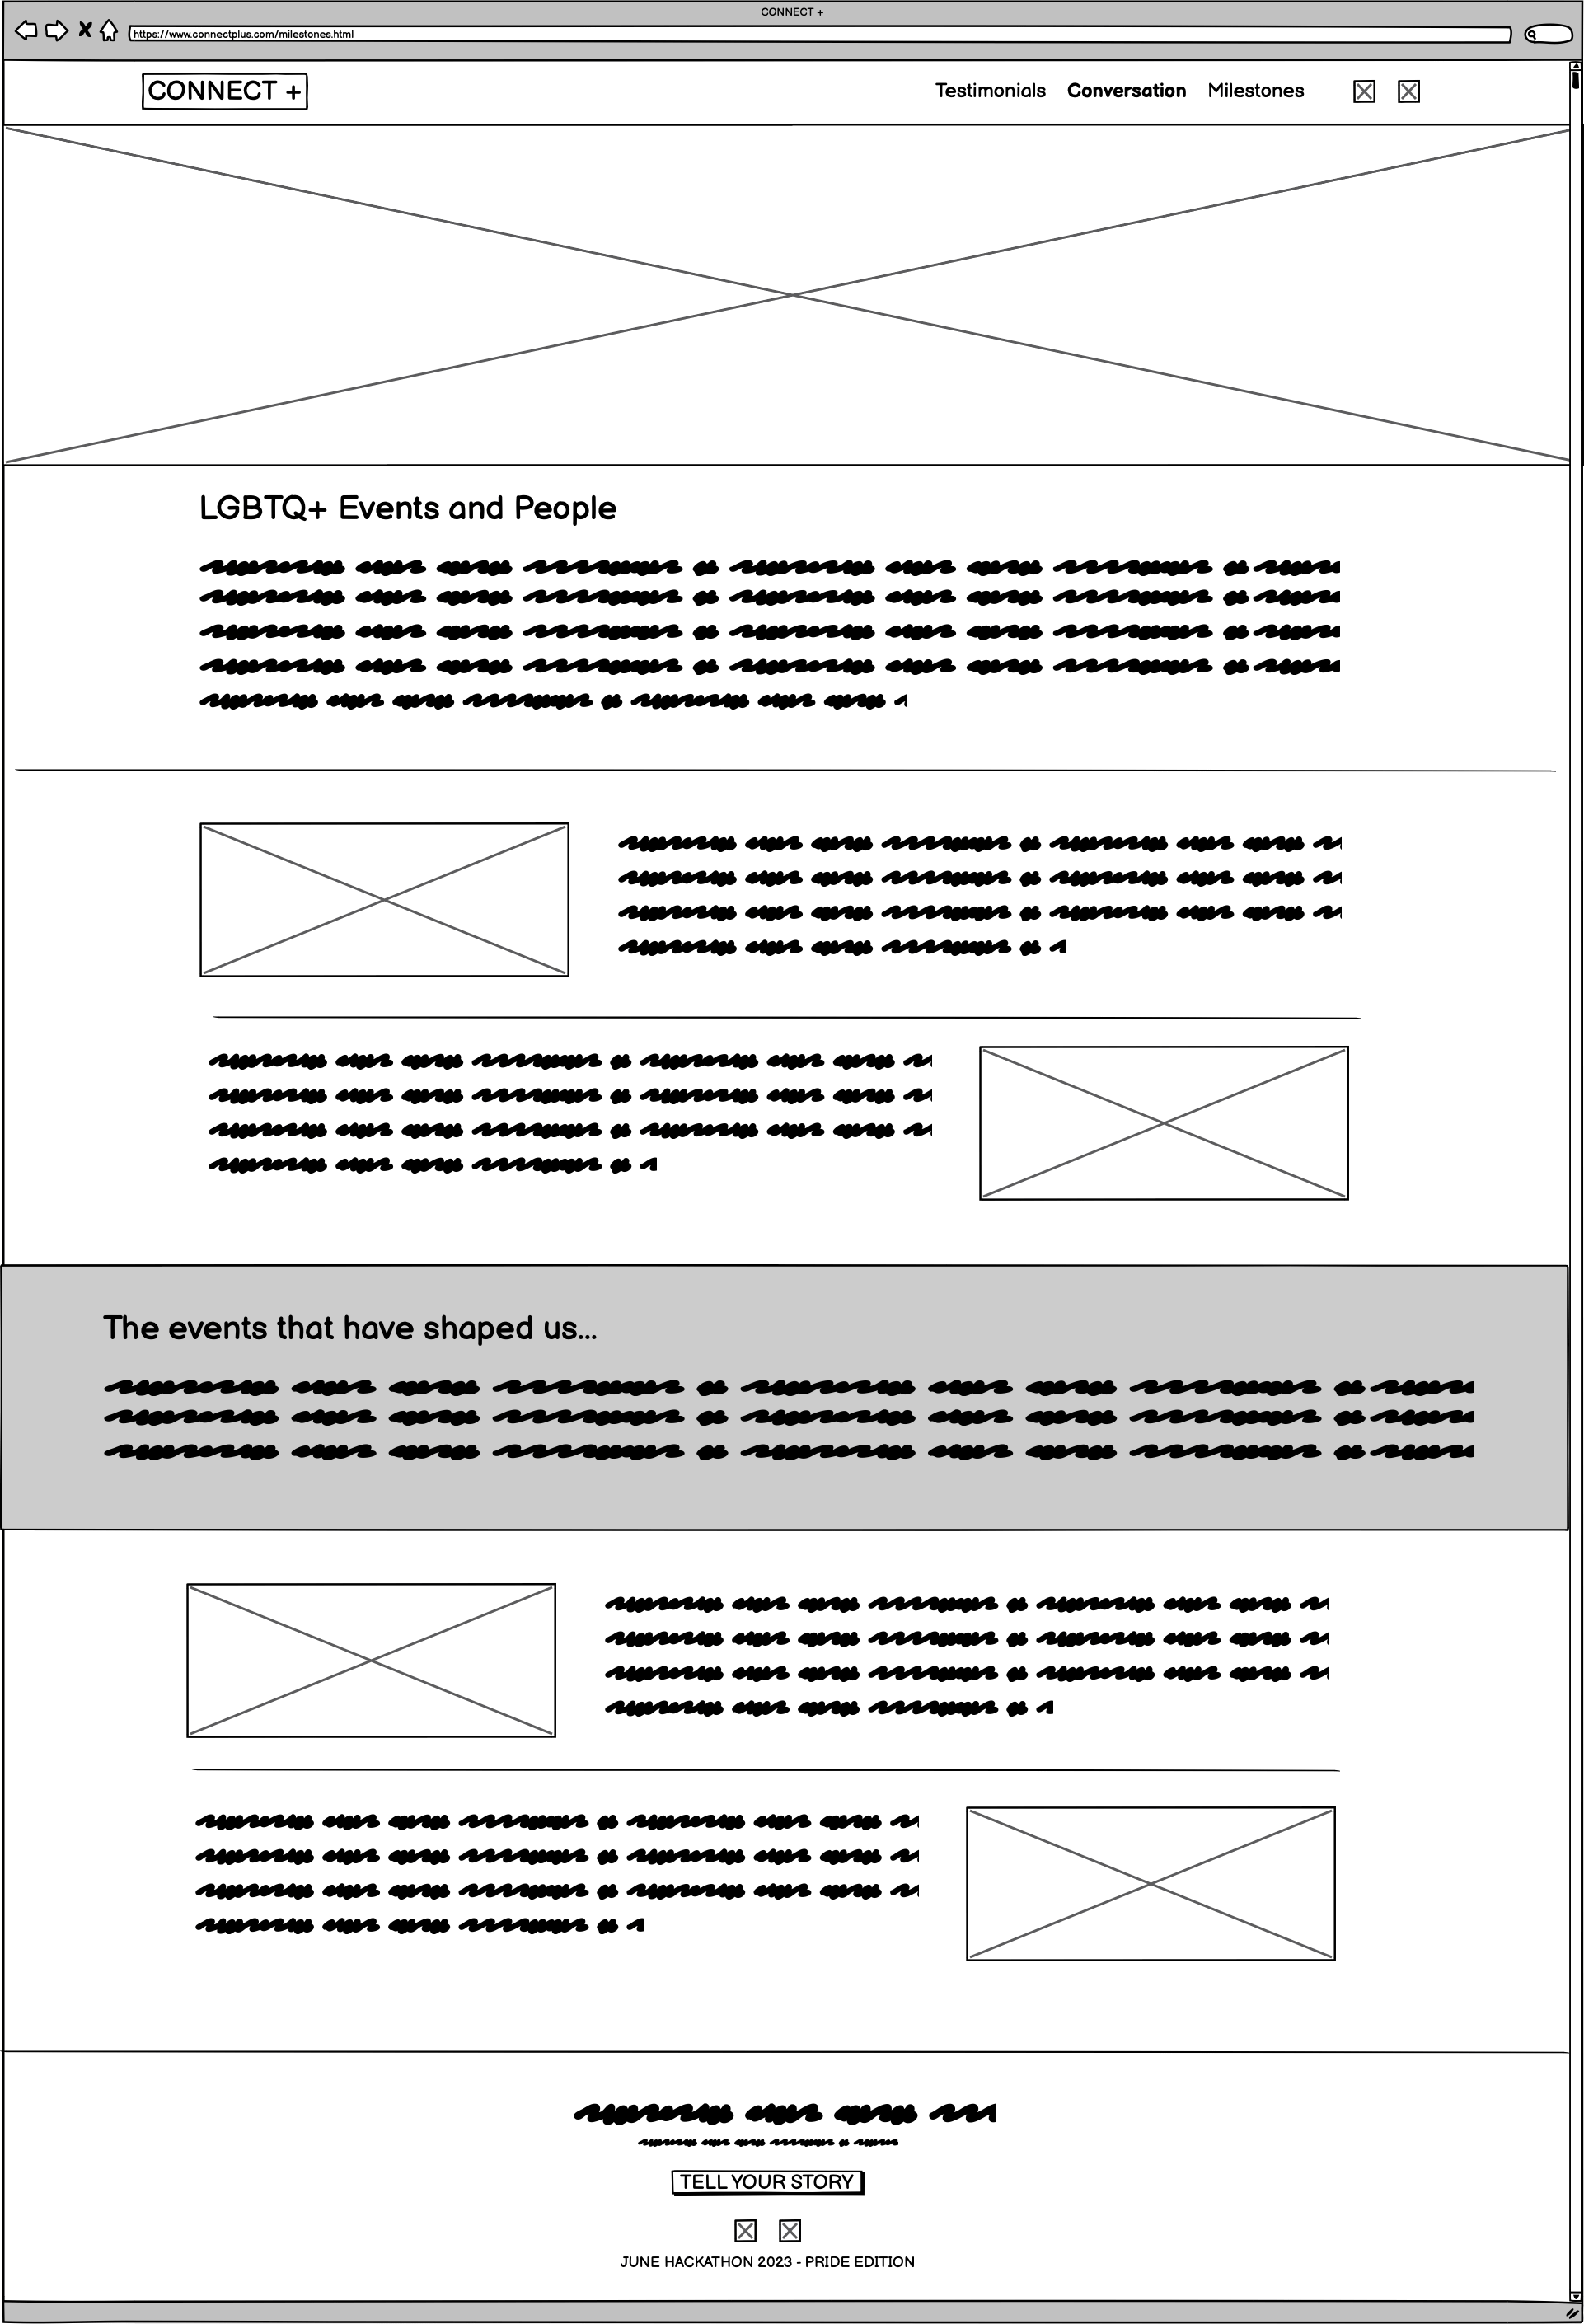 CONNECT +
https://www.connectplus.com/milestones.html
CONNECT +
Testimonials Conversation Milestones
LGBTQ+ Events and People
The events that have shaped us...
TELL YOUR STORY
JUNE HACKATHON 2023 - PRIDE EDITION